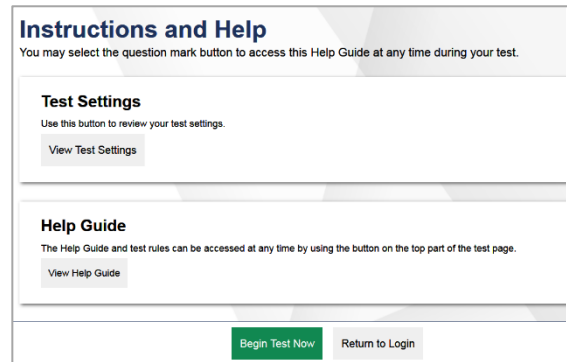 Instructions and Help
You may select the question mark button to access this Help Guide at any time during your test.
Test Settings
Use this button to review your test settings.
View Test Settings
Help Guide
The Help Guide and test rules can be accessed at any time by using the button on the top part of the test page.
View Help Guide
Begin Test Now
Return to Login